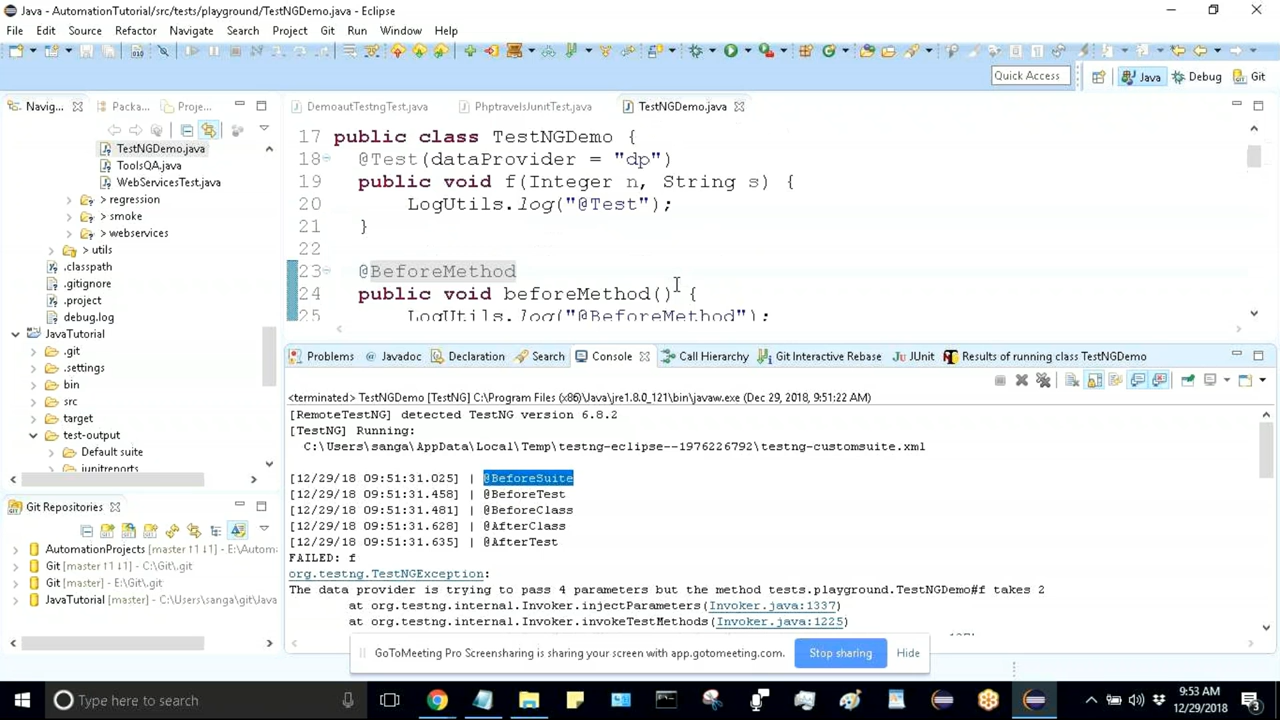 Java - AutomationTutorial/src/tests/playground/TestNGDemo.java - Eclipse
File Edit Source Refactor Navigate Search Project Git Run Window Help
Quick Access
Java
Debug
Git
Navig...
Packa...
Proje...
DemoautTestngTest.java
PhptravelsJunitTest.java
TestNGDemo.java
TestNGDemo.java
ToolsQA.java
WebServicesTest.java
> regression
> smoke
> webservices
> utils
.classpath
.gitignore
.project
debug.log
JavaTutorial
.git
.settings
bin
src
target
test-output
Default suite
junitreports
17 public class TestNGDemo {
18 @Test(dataProvider = "dp")
19 public void f(Integer n, String s) {
20 LogUtils.log("@Test");
21 }
22
23 @BeforeMethod
24 public void beforeMethod() {
25 LogUtils.log("@BeforeMethod");
Problems Javadoc Declaration Search Console Call Hierarchy Git Interactive Rebase JUnit Results of running class TestNGDemo
<terminated> TestNGDemo [TestNG] C:\Program Files (x86)\Java\jre1.8.0_121\bin\javaw.exe (Dec 29, 2018, 9:51:22 AM)
[RemoteTestNG] detected TestNG version 6.8.2
[TestNG] Running:
C:\Users\sanga\AppData\Local\Temp\testng-eclipse--1976226792\testng-customsuite.xml
[12/29/18 09:51:31.025] | @BeforeSuite
[12/29/18 09:51:31.458] | @BeforeTest
[12/29/18 09:51:31.481] | @BeforeClass
[12/29/18 09:51:31.628] | @AfterClass
[12/29/18 09:51:31.635] | @AfterTest
FAILED: f
org.testng.TestNGException:
The data provider is trying to pass 4 parameters but the method tests.playground.TestNGDemo#f takes 2
at org.testng.internal.Invoker.injectParameters(Invoker.java:1337)
at org.testng.internal.Invoker.invokeTestMethods(Invoker.java:1225)
Git Repositories
AutomationProjects [master ↑1 ↓1] - E:\Autom
Git [master ↑1 ↓1] - C:\Git\.git
Git [master] - E:\Git\.git
JavaTutorial [master] - C:\Users\sanga\git\Java
GoToMeeting Pro Screensharing is sharing your screen with app.gotomeeting.com.
Stop sharing
Hide
Type here to search
9:53 AM
12/29/2018
3